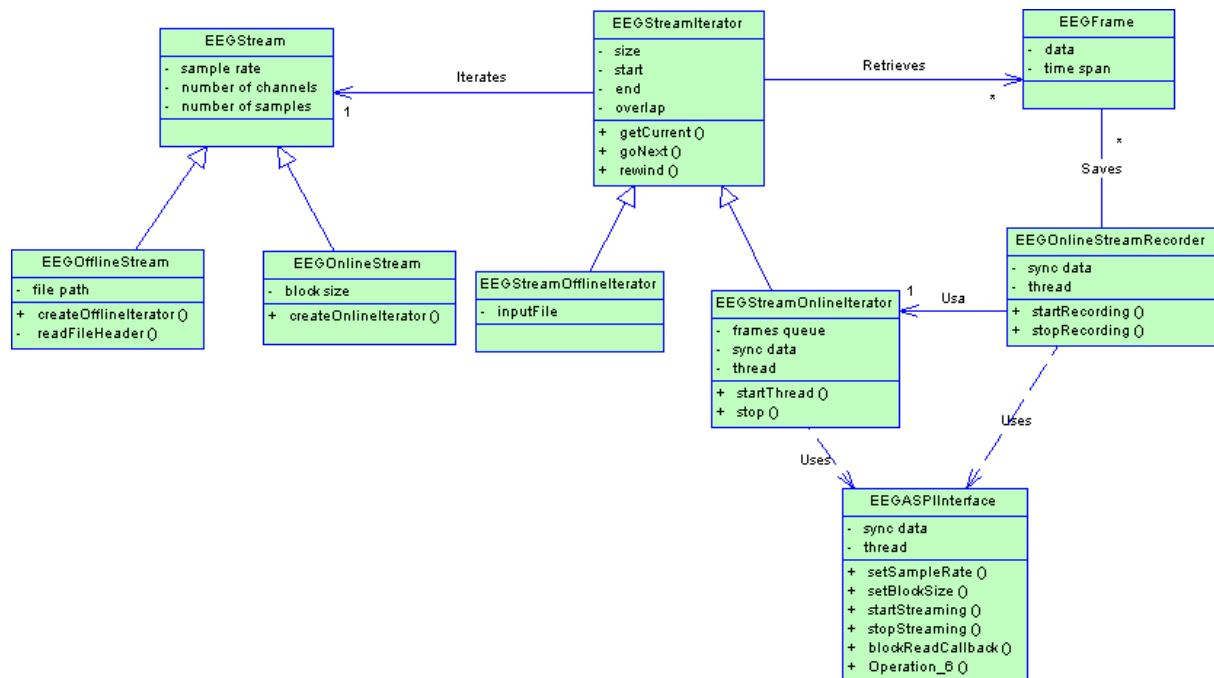 EEGStream
- sample rate
- number of channels
- number of samples
Iterates
1
EEGStreamIterator
- size
- start
- end
- overlap
+ getCurrent ()
+ goNext ()
+ rewind ()
Retrieves
*
EEGFrame
- data
- time span
*
Saves
EEGOfflineStream
- file path
+ createOfflineIterator ()
- readFileHeader ()
EEGOnlineStream
- block size
+ createOnlineIterator ()
EEGStreamOfflineIterator
- inputFile
EEGStreamOnlineIterator
- frames queue
- sync data
- thread
+ startThread ()
+ stop ()
1
Usa
EEGOnlineStreamRecorder
- sync data
- thread
+ startRecording ()
+ stopRecording ()
Uses
Uses
EEGASPIInterface
- sync data
- thread
+ setSampleRate ()
+ setBlockSize ()
+ startStreaming ()
+ stopStreaming ()
+ blockReadCallback ()
+ Operation_6 ()